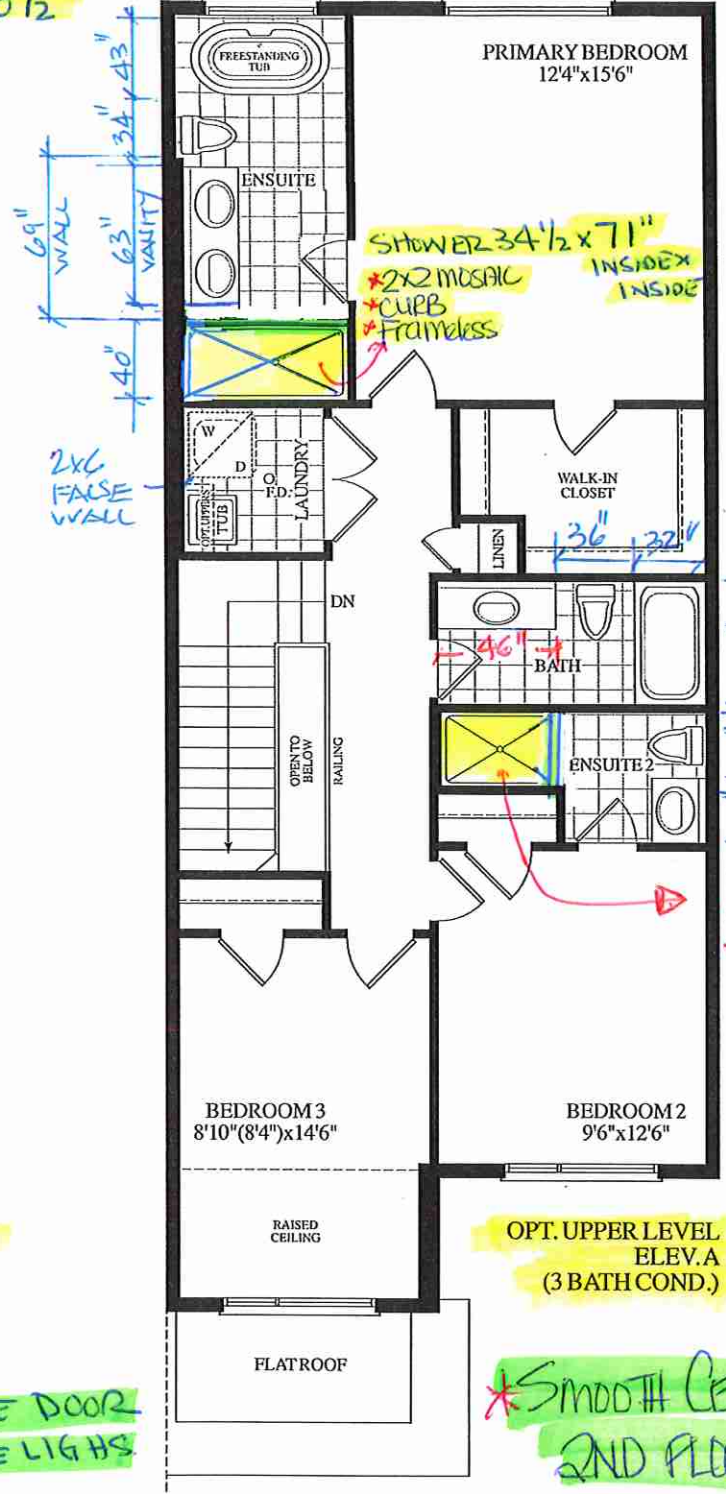 FREESTANDING
TUB
PRIMARY BEDROOM
12'4"x15'6"
43"
34"
ENSUITE
69"
WALL
63"
VANITY
SHOWER 34 1/2 x 71"
INSIDE x
INSIDE
*2x2 MOSAIC
*CURB
*Frameless
40"
2x6
FALSE
WALL
W
D
O
F.D.
LAUNDRY
OPT. UPPERS
TUB
WALK-IN
CLOSET
LINEN
36"
32"
DN
46"
BATH
OPEN TO
BELOW
RAILING
ENSUITE 2
BEDROOM 3
8'10"(8'4")x14'6"
BEDROOM 2
9'6"x12'6"
RAISED
CEILING
OPT. UPPER LEVEL
ELEV. A
(3 BATH COND.)
FLAT ROOF
DOOR
LIGHS
*SMOOTH
2ND